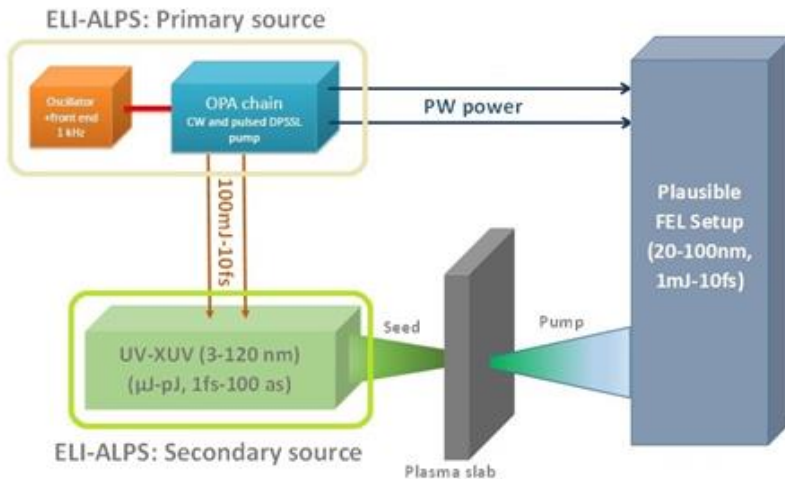 ELI-ALPS: Primary source
Oscillator
+front end
1 kHz
OPA chain
CW and pulsed DPSSL
pump
PW power
100mJ-10fs
Plausible
FEL Setup
(20-100nm,
1mJ-10fs)
UV-XUV (3-120 nm)
(μJ-pJ, 1fs-100 as)
Seed
Pump
ELI-ALPS: Secondary source
Plasma slab